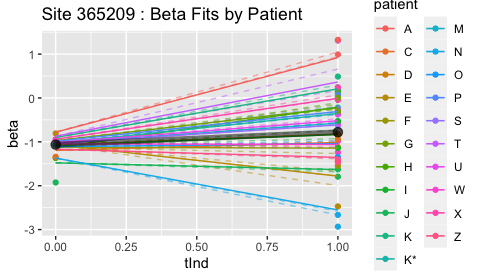 Site 365209 : Beta Fits by Patient
patient
A
C
D
E
F
G
H
I
J
K
K*
M
N
O
P
S
T
U
W
X
Z
beta
1
0
-1
-2
-3
0.00
0.25
0.50
0.75
1.00
tInd